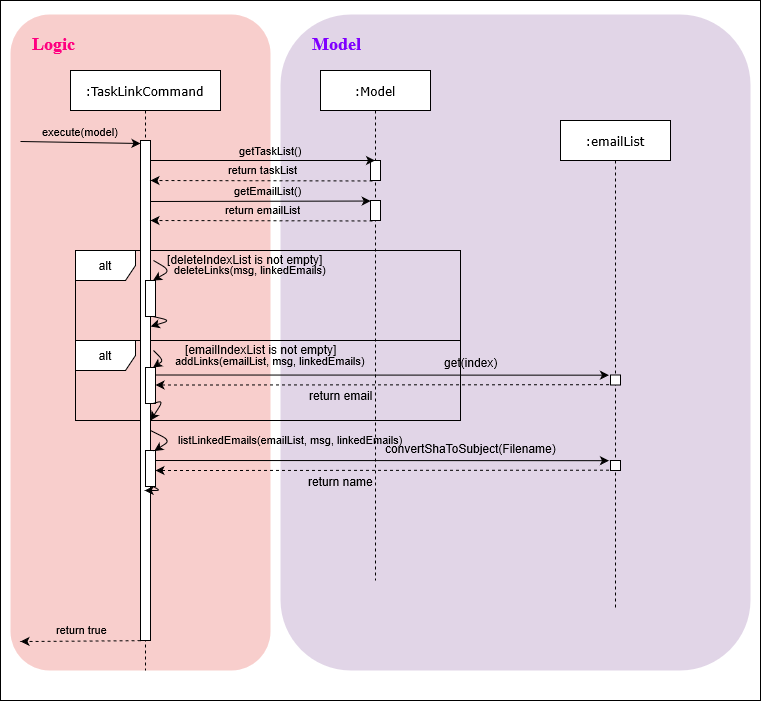 Logic
Model
:TaskLinkCommand
:Model
:emailList
execute(model)
getTaskList()
return taskList
getEmailList()
return emailList
alt
[deleteIndexList is not empty]
deleteLinks(msg, linkedEmails)
alt
[emailIndexList is not empty]
addLinks(emailList, msg, linkedEmails)
get(index)
return email
listLinkedEmails(emailList, msg, linkedEmails)
convertShaToSubject(Filename)
return name
return true